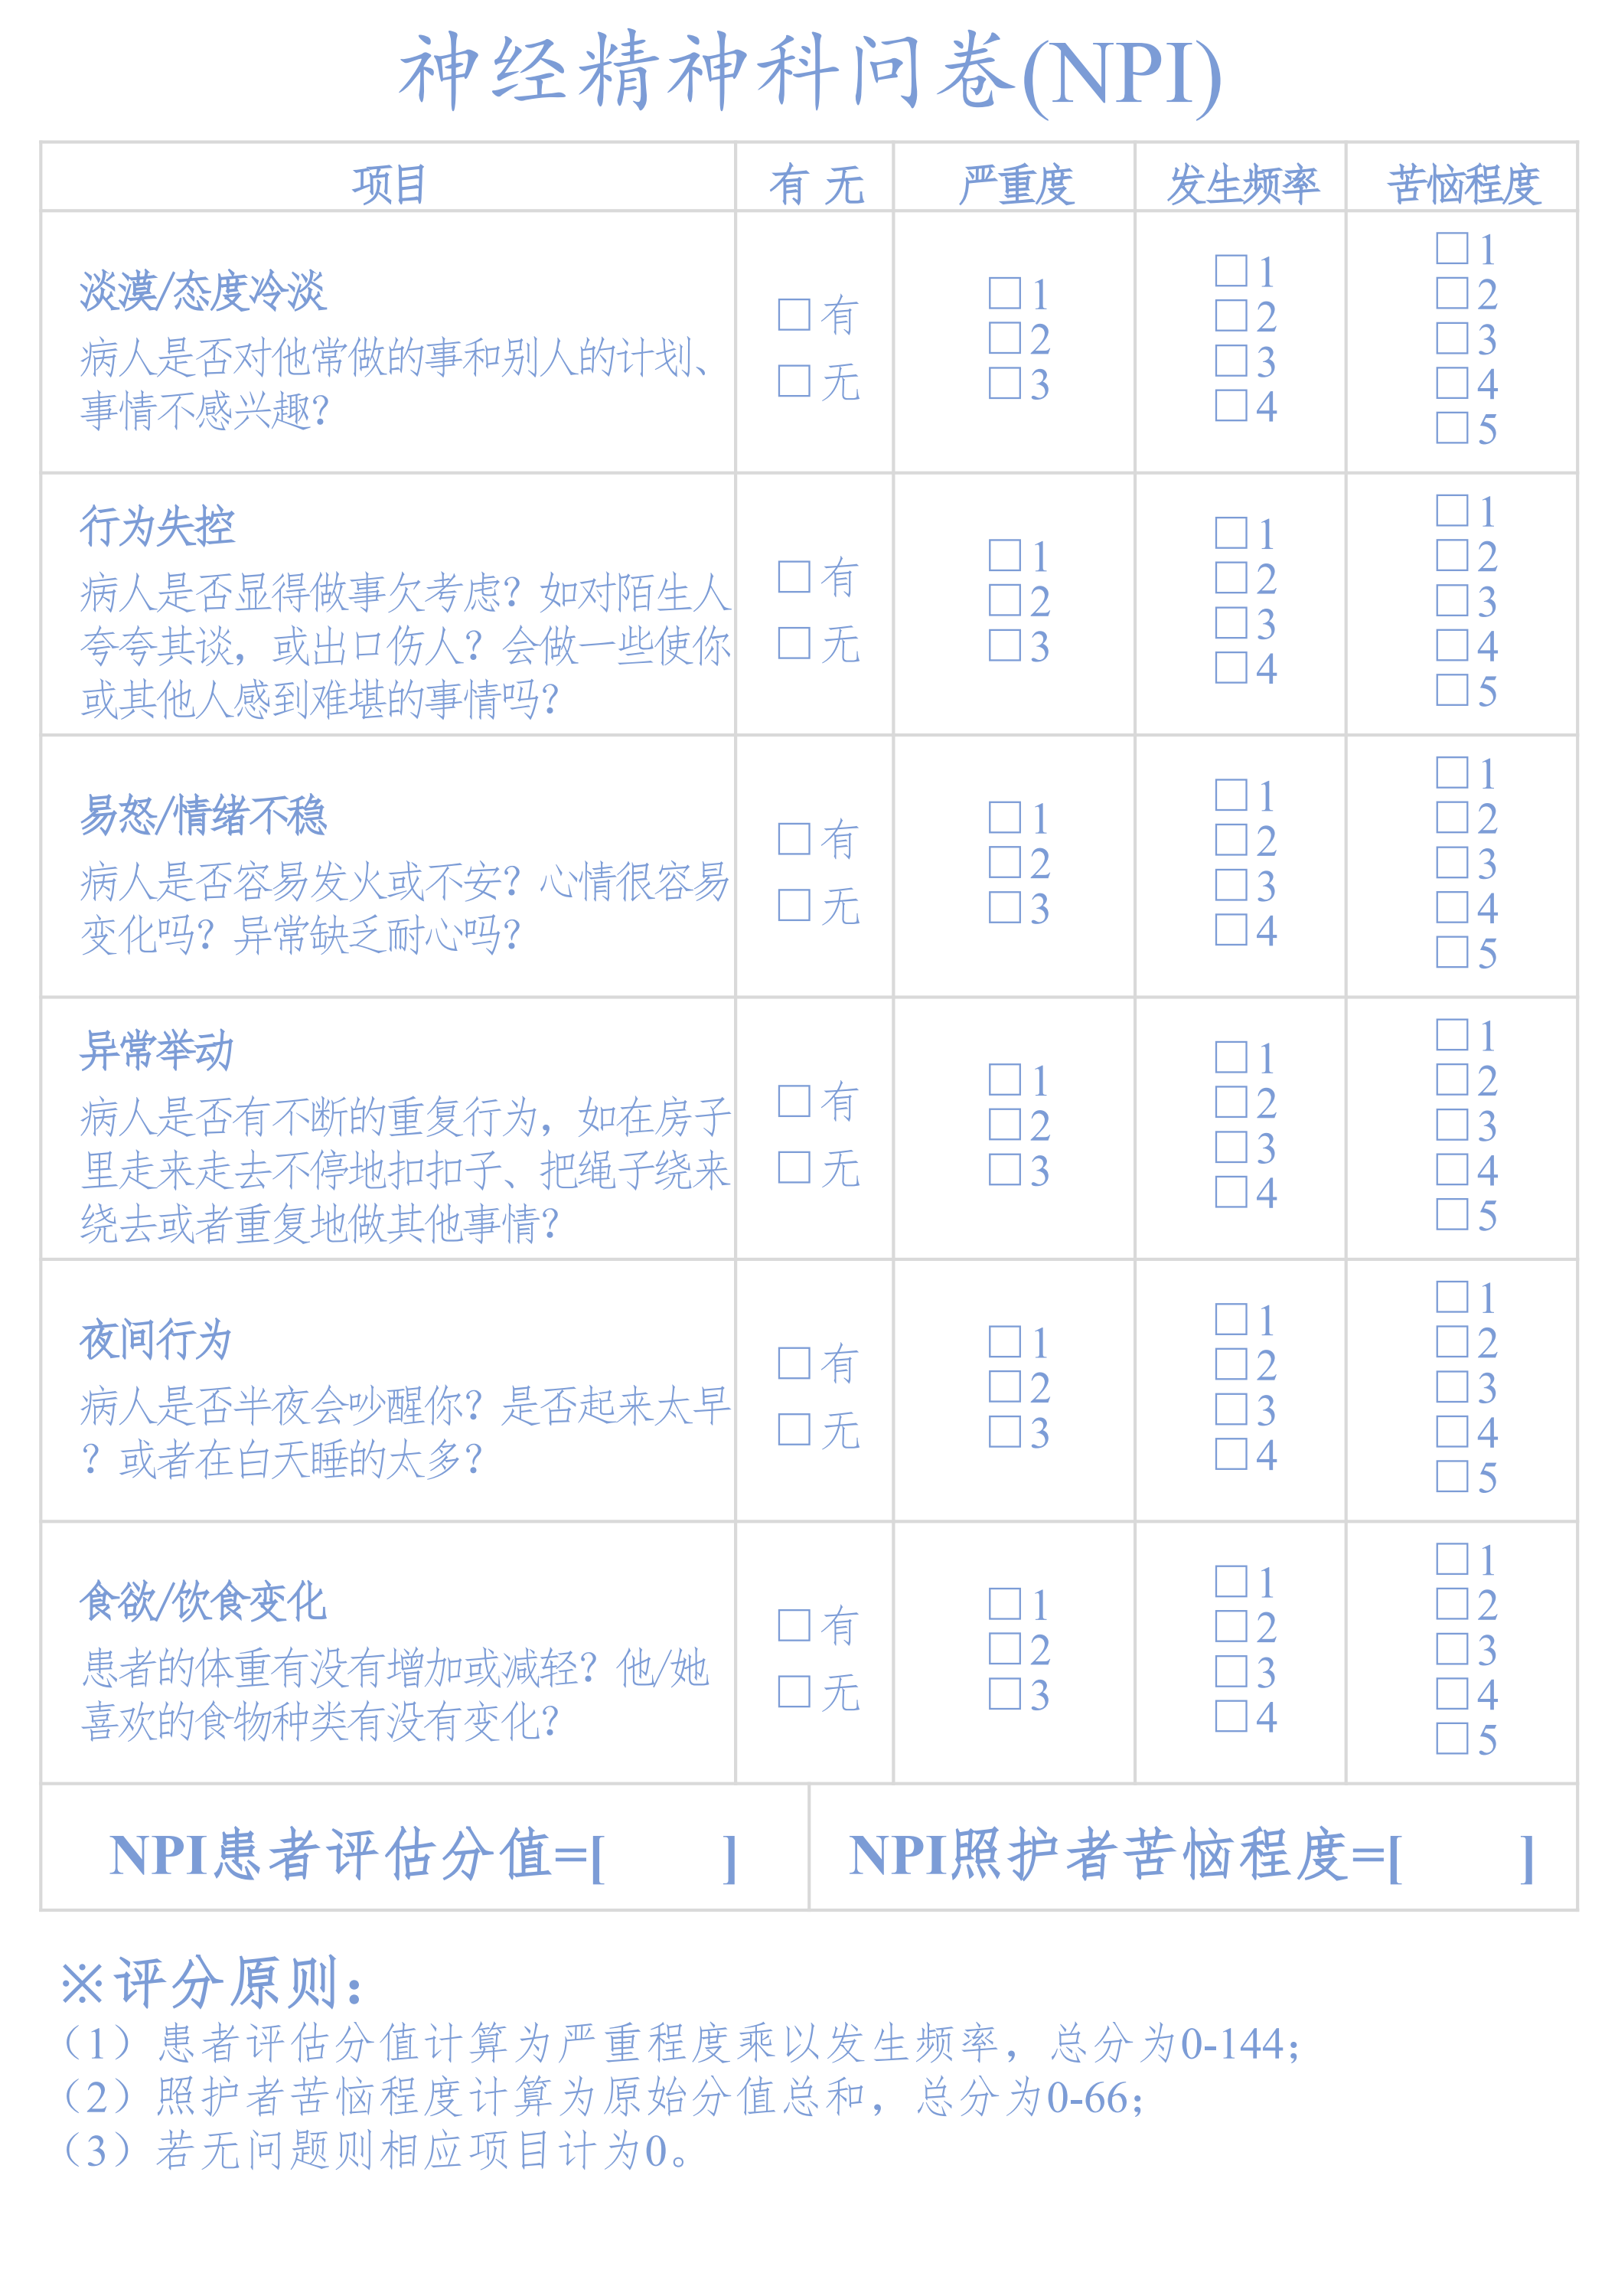 神经精神科问卷(NPI)
项目 有 无 严重度 发生频率 苦恼程度
淡漠/态度冷淡
病人是否对他常做的事和别人的计划、
事情不感兴趣？
□有
□无
□1
□2
□3
□1
□2
□3
□4
□1
□2
□3
□4
□5
行为失控
病人是否显得做事欠考虑？如对陌生人
夸夸其谈，或出口伤人？会做一些使你
或其他人感到难堪的事情吗？
□有
□无
□1
□2
□3
□1
□2
□3
□4
□1
□2
□3
□4
□5
易怒/情绪不稳
病人是否容易发火或不安？心情很容易
变化吗？异常缺乏耐心吗？
□有
□无
□1
□2
□3
□1
□2
□3
□4
□1
□2
□3
□4
□5
异常举动
病人是否有不断的重复行为，如在房子
里走来走去不停地扣扣子、把绳子绕来
绕去或者重复地做其他事情？
□有
□无
□1
□2
□3
□1
□2
□3
□4
□1
□2
□3
□4
□5
夜间行为
病人是否半夜会吵醒你？是否起来太早
？或者在白天睡的太多？
□有
□无
□1
□2
□3
□1
□2
□3
□4
□1
□2
□3
□4
□5
食欲/饮食变化
患者的体重有没有增加或减轻？他/她
喜欢的食物种类有没有变化？
□有
□无
□1
□2
□3
□1
□2
□3
□4
□1
□2
□3
□4
□5
NPI患者评估分值=[ ] NPI照护者苦恼程度=[ ]
※评分原则：
（1）患者评估分值计算为严重程度乘以发生频率，总分为0-144；
（2）照护者苦恼程度计算为原始分值总和，总分为0-66；
（3）若无问题则相应项目计为0。